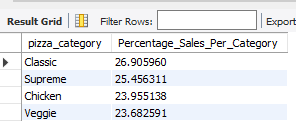 Result Grid Filter Rows: Export
pizza_category Percentage_Sales_Per_Category
Classic 26.905960
Supreme 25.456311
Chicken 23.955138
Veggie 23.682591